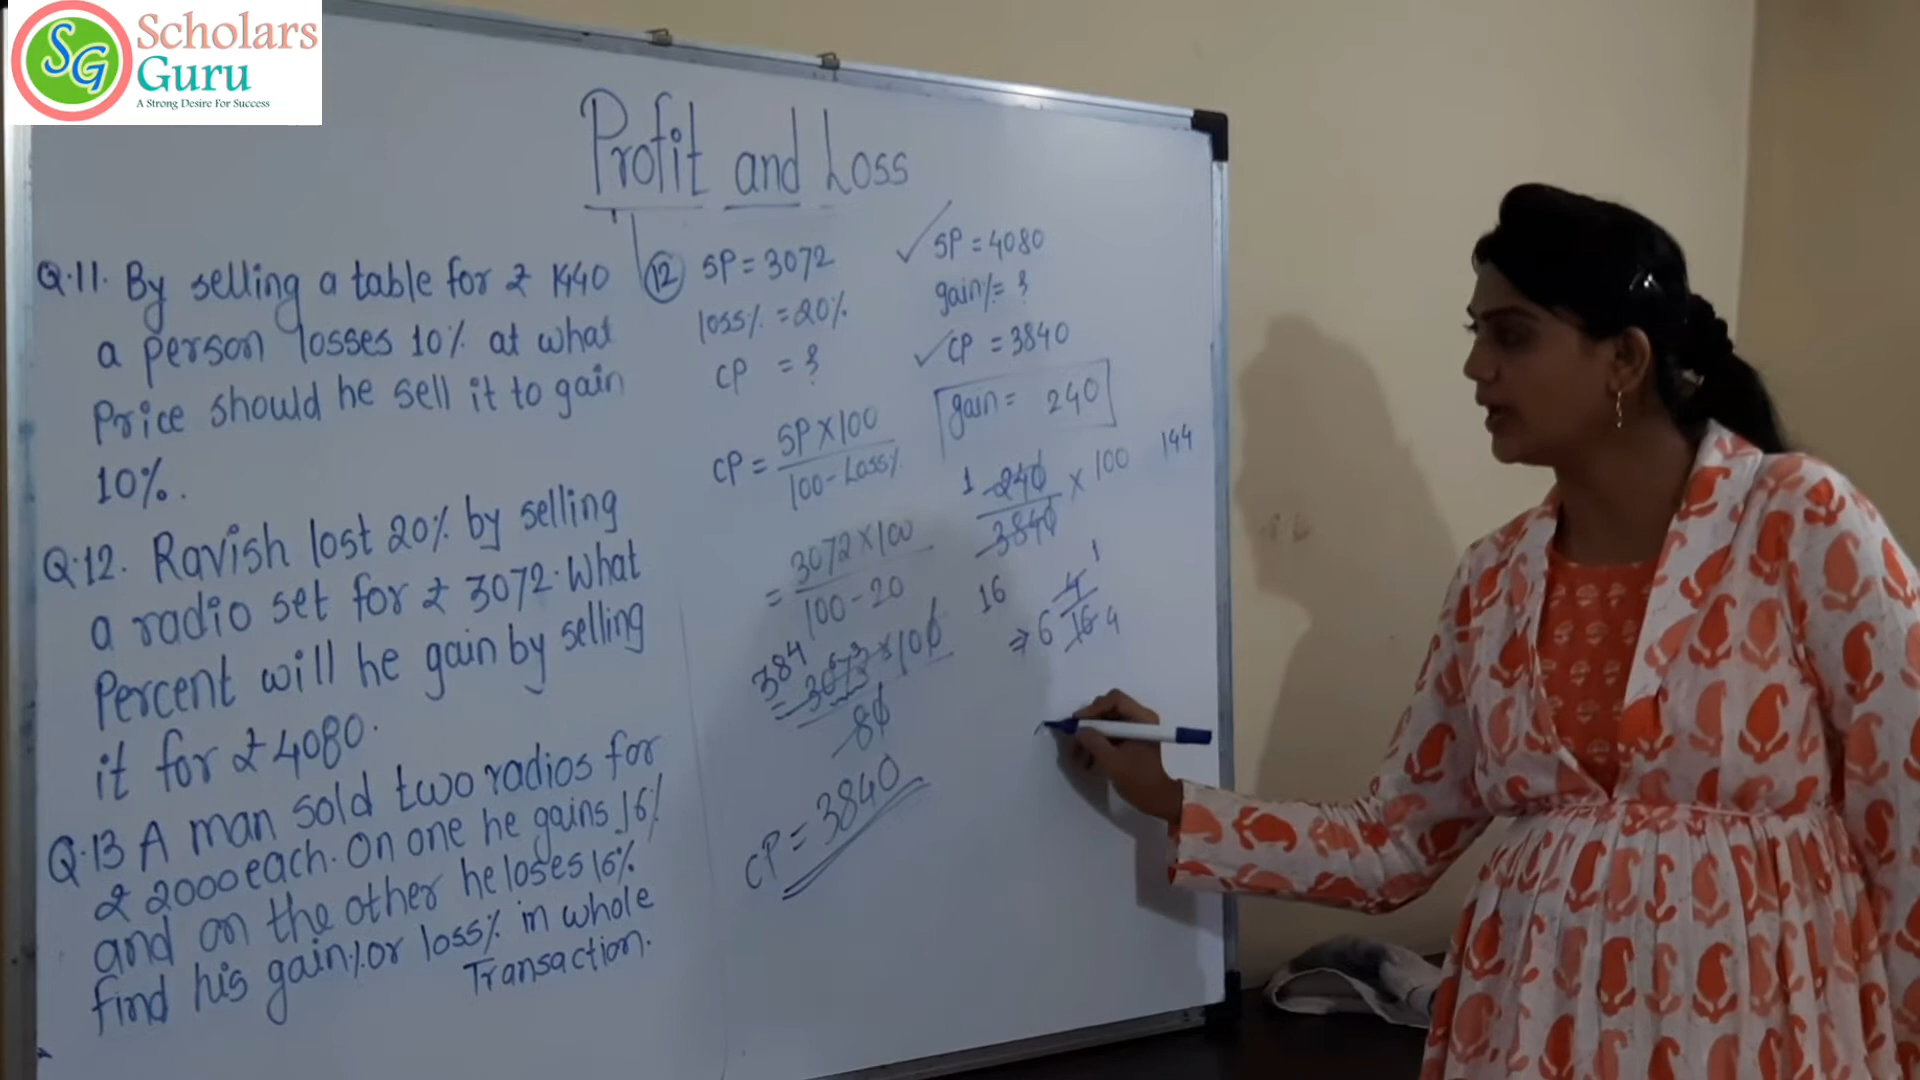 Scholars
Guru
A Strong Desire For Success
Profit and Loss
Q.11. By selling a table for ₹ 1440
a person losses 10% at what
Price should he sell it to gain
10%.
Q.12. Ravish lost 20% by selling
a radio set for ₹ 3072. What
Percent will he gain by selling
it for ₹ 4080.
Q.13 A man sold two radios for
₹ 2000 each. On one he gains 16%
and on the other he loses 16%.
find his gain% or loss% in whole
Transaction.
(12) SP = 3072
loss% = 20%
CP = ?
CP = SP × 100
100 - Loss%
= 3072 × 100
100 - 20
384
= 3072 × 100
80
CP = 3840
SP = 4080
gain% = ?
CP = 3840
gain = 240
1 240 × 100
3840
16
144
⇒ 6 4 1
16 4